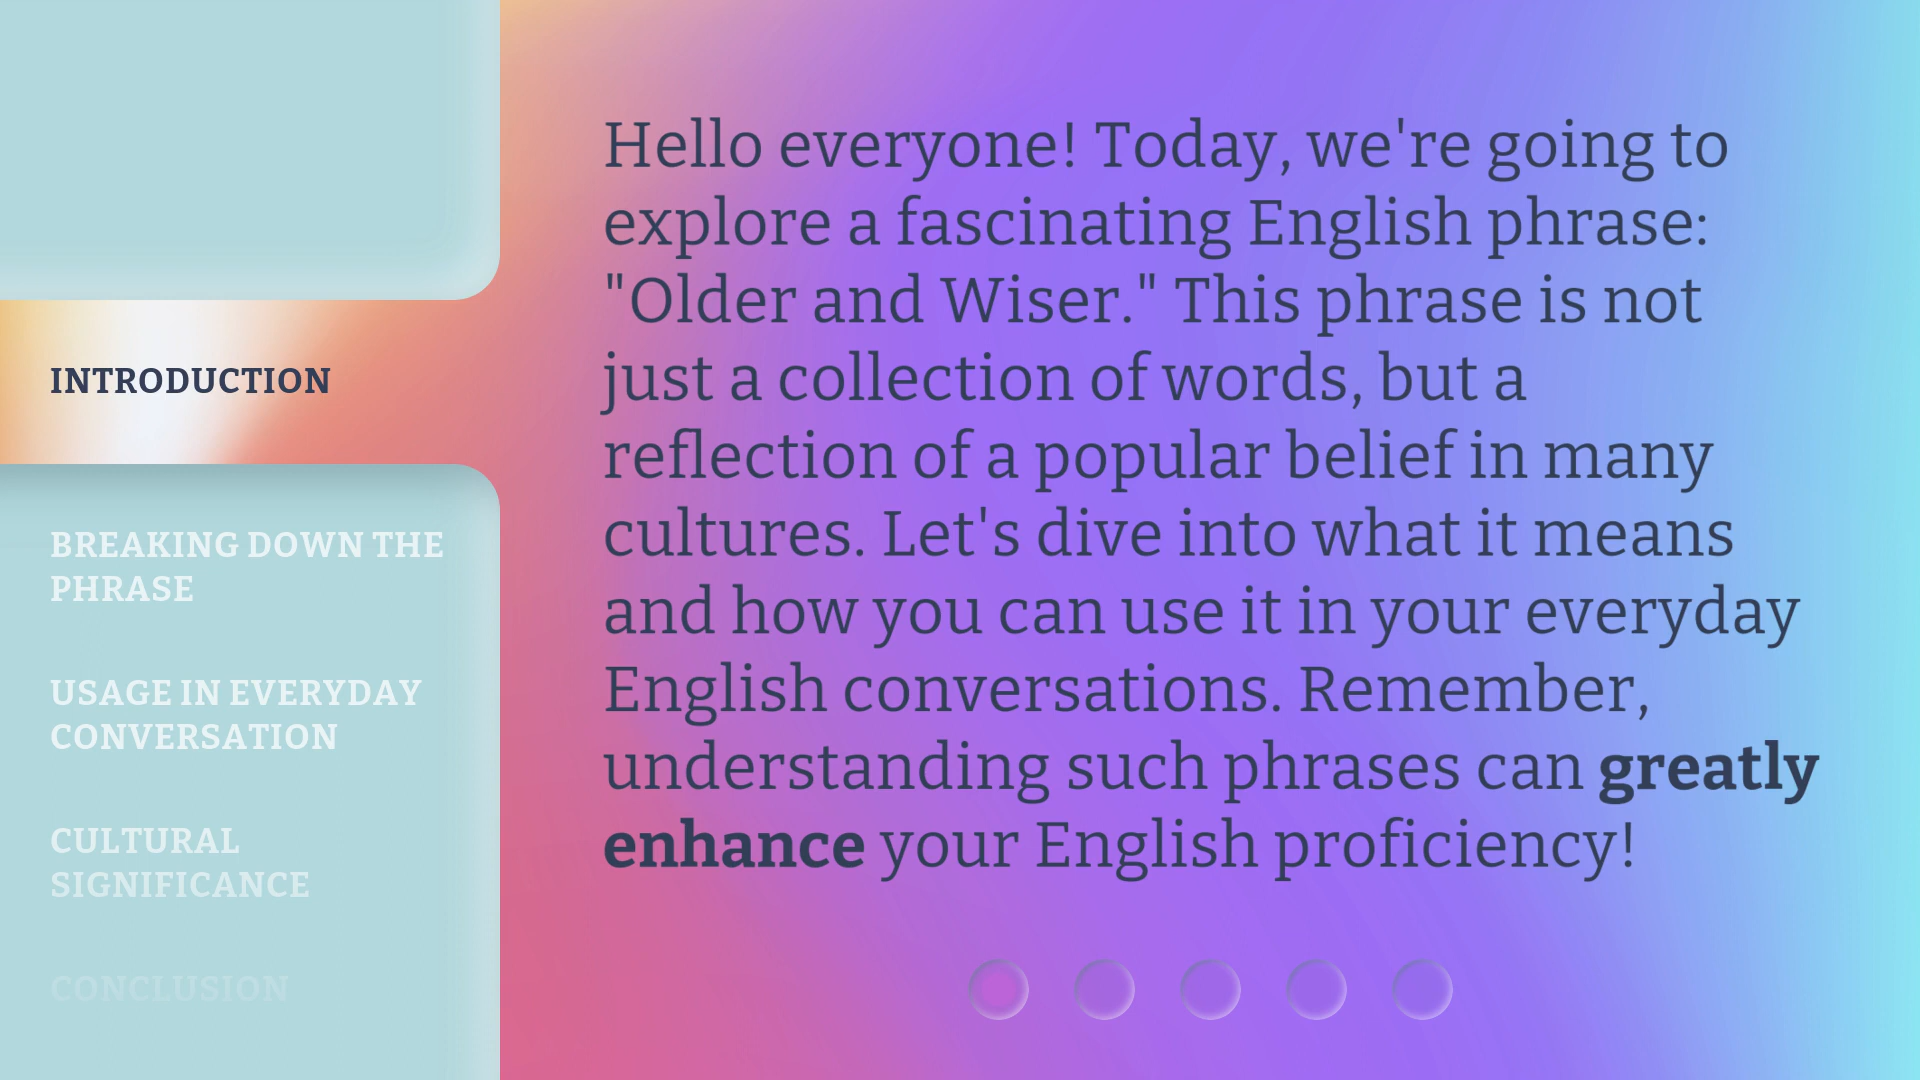 INTRODUCTION
BREAKING DOWN THE
PHRASE
USAGE IN EVERYDAY
CONVERSATION
CULTURAL
SIGNIFICANCE
CONCLUSION
Hello everyone! Today, we're going to
explore a fascinating English phrase:
"Older and Wiser." This phrase is not
just a collection of words, but a
reflection of a popular belief in many
cultures. Let's dive into what it means
and how you can use it in your everyday
English conversations. Remember,
understanding such phrases can greatly
enhance your English proficiency!